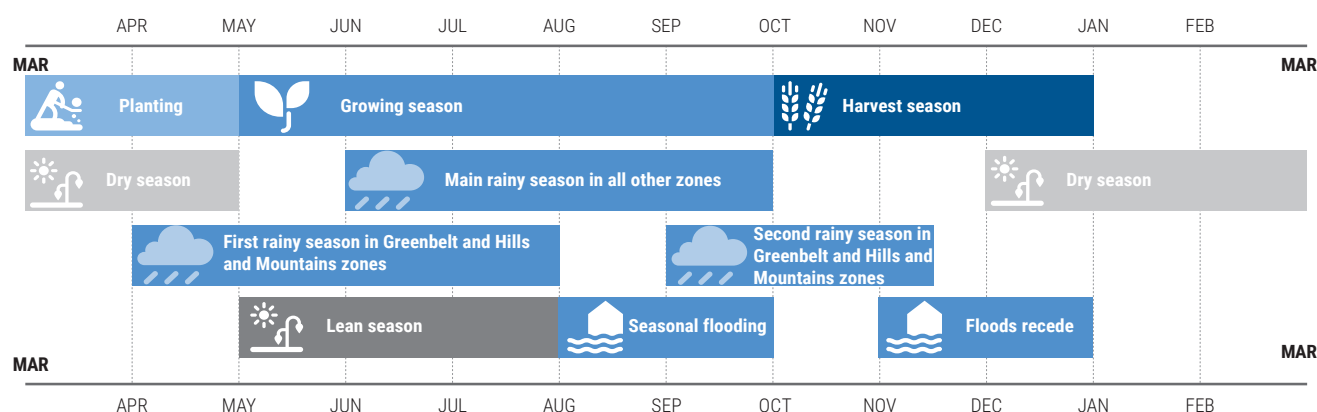 APR MAY JUN JUL AUG SEP OCT NOV DEC JAN FEB
MAR MAR
Planting Growing season Harvest season
Dry season Main rainy season in all other zones Dry season
First rainy season in Greenbelt and Hills
and Mountains zones
Second rainy season in
Greenbelt and Hills and
Mountains zones
Lean season Seasonal flooding Floods recede
MAR MAR
APR MAY JUN JUL AUG SEP OCT NOV DEC JAN FEB